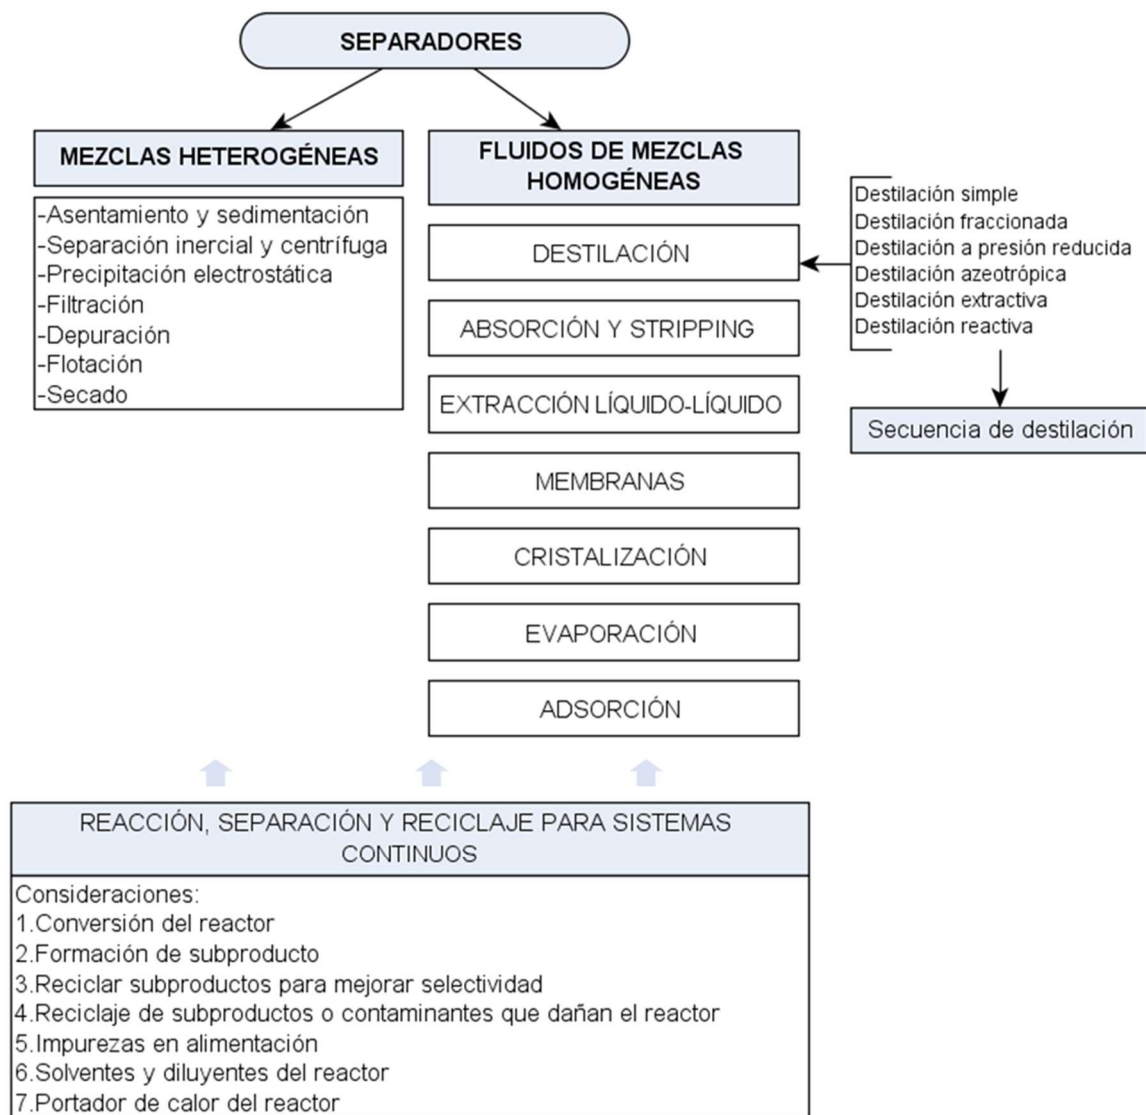 SEPARADORES
MEZCLAS HETEROGÉNEAS
-Asentamiento y sedimentación
-Separación inercial y centrífuga
-Precipitación electrostática
-Filtración
-Depuración
-Flotación
-Secado
FLUIDOS DE MEZCLAS
HOMOGÉNEAS
DESTILACIÓN
ABSORCIÓN Y STRIPPING
EXTRACCIÓN LÍQUIDO-LÍQUIDO
MEMBRANAS
CRISTALIZACIÓN
EVAPORACIÓN
ADSORCIÓN
Destilación simple
Destilación fraccionada
Destilación a presión reducida
Destilación azeotrópica
Destilación extractiva
Destilación reactiva
Secuencia de destilación
REACCIÓN, SEPARACIÓN Y RECICLAJE PARA SISTEMAS
CONTINUOS
Consideraciones:
1.Conversión del reactor
2.Formación de subproducto
3.Reciclar subproductos para mejorar selectividad
4.Reciclaje de subproductos o contaminantes que dañan el reactor
5.Impurezas en alimentación
6.Solventes y diluyentes del reactor
7.Portador de calor del reactor